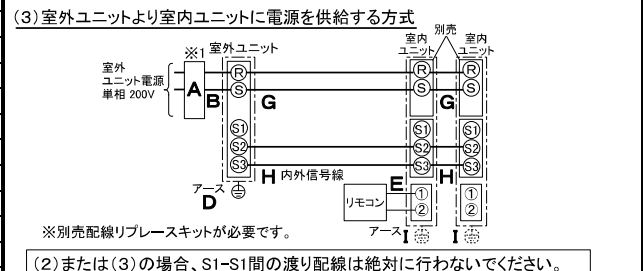 (3)室外ユニットより室内ユニットに電源を供給する方式
別売
※1 室外ユニット
室内
ユニット
室内
ユニット
室外
ユニット電源
単相 200V
A
B
R
S
G
R
S
G
R
S
S1
S2
S3
S1
S2
S3
S1
S2
S3
H 内外信号線
H
アース
D
E
リモコン
①
②
①
②
アース
I
I
※別売配線リプレースキットが必要です。
(2)または(3)の場合、S1-S1間の渡り配線は絶対に行わないでください。